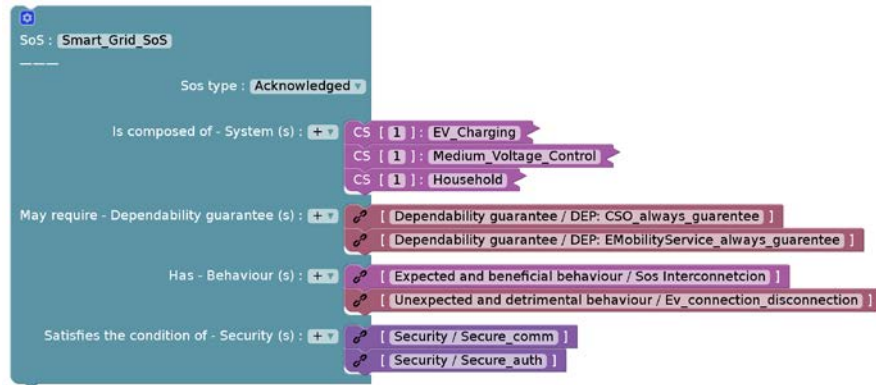 SoS : Smart_Grid_SoS
———
Sos type : Acknowledged
Is composed of - System (s) : + CS [ 1 ] : EV_Charging
CS [ 1 ] : Medium_Voltage_Control
CS [ 1 ] : Household
May require - Dependability guarantee (s) : + [ Dependability guarantee / DEP: CSO_always_guarentee ]
[ Dependability guarantee / DEP: EMobilityService_always_guarentee ]
Has - Behaviour (s) : + [ Expected and beneficial behaviour / Sos Interconnetcion ]
[ Unexpected and detrimental behaviour / Ev_connection_disconnection ]
Satisfies the condition of - Security (s) : + [ Security / Secure_comm ]
[ Security / Secure_auth ]